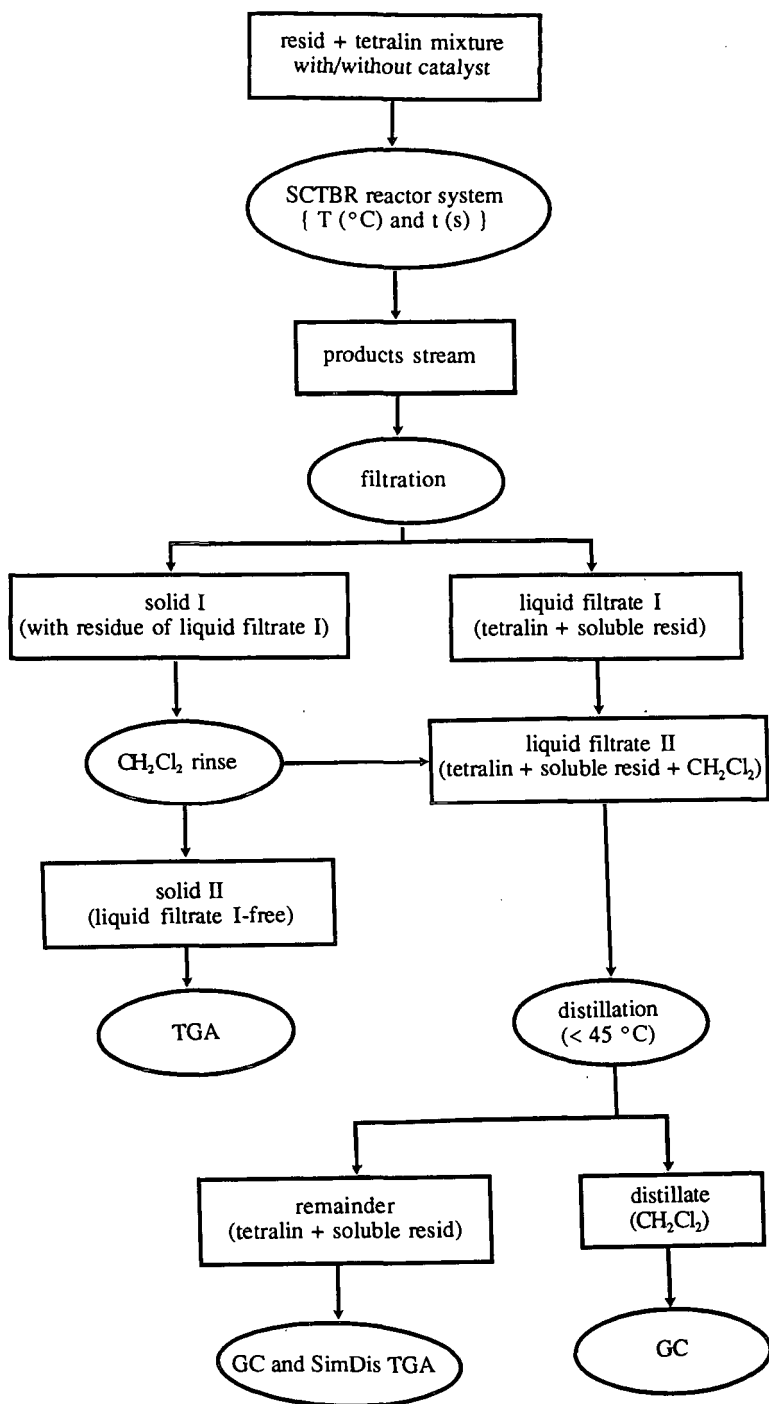 resid + tetralin mixture
with/without catalyst
SCTBR reactor system
{ T (°C) and t (s) }
products stream
filtration
solid I
(with residue of liquid filtrate I)
liquid filtrate I
(tetralin + soluble resid)
CH₂Cl₂ rinse
liquid filtrate II
(tetralin + soluble resid + CH₂Cl₂)
solid II
(liquid filtrate I-free)
TGA
distillation
(< 45 °C)
remainder
(tetralin + soluble resid)
distillate
(CH₂Cl₂)
GC and SimDis TGA
GC